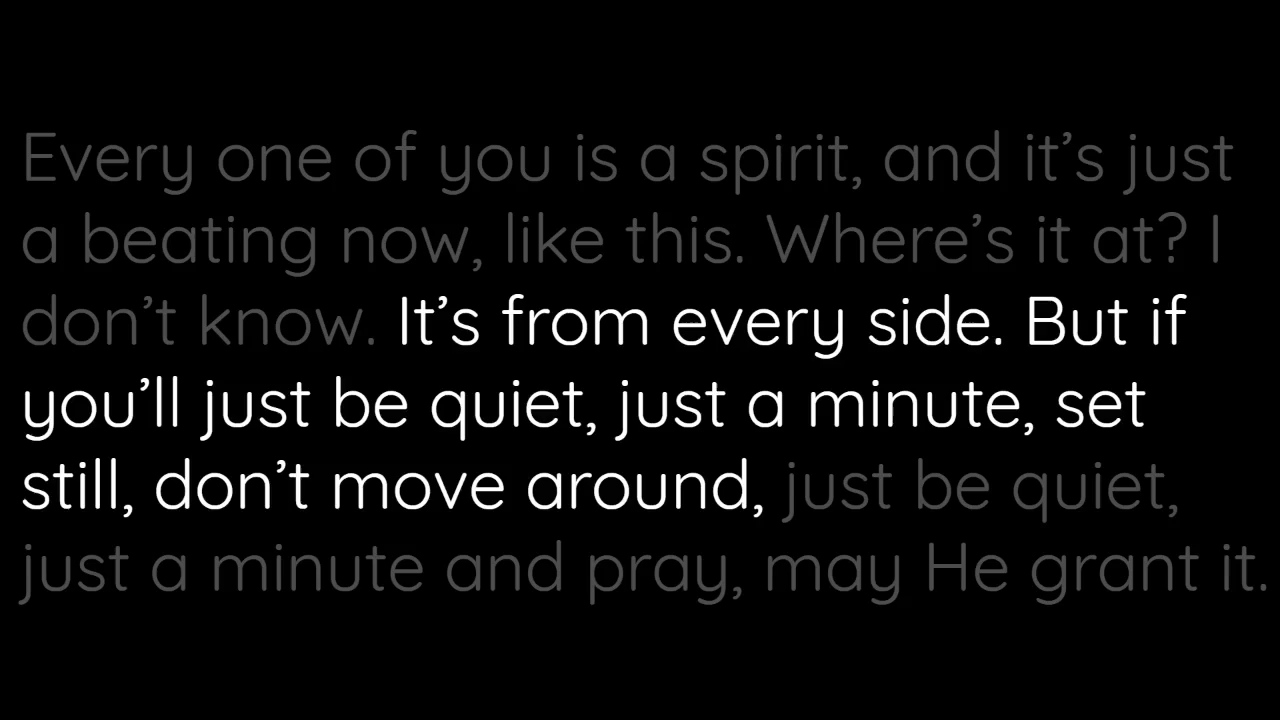 Every one of you is a spirit, and it’s just
a beating now, like this. Where’s it at? I
don’t know. It’s from every side. But if
you’ll just be quiet, just a minute, set
still, don’t move around, just be quiet,
just a minute and pray, may He grant it.